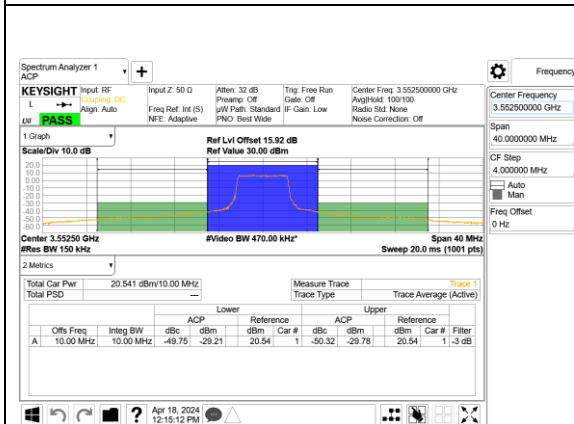 Spectrum Analyzer 1
ACP
Frequency
KEYSIGHT Input: RF Input Z: 50 Ω Atten: 32 dB Trig: Free Run Center Freq: 3.552500000 GHz
Coupling: DC Preamp: Off Gate: Off Avg|Hold: 100/100
L Align: Auto Freq Ref: Int (S) µW Path: Standard IF Gain: Low Radio Std: None
PASS NFE: Adaptive PNO: Best Wide Noise Correction: Off
Center Frequency
3.552500000 GHz
Span
40.0000000 MHz
CF Step
4.000000 MHz
Auto
Man
Freq Offset
0 Hz
1 Graph
Scale/Div 10.0 dB
Ref Lvl Offset 15.92 dB
Ref Value 30.00 dBm
20.0
10.0
0.00
-10.0
-20.0
-30.0
-40.0
-50.0
-60.0
Center 3.55250 GHz #Video BW 470.00 kHz* Span 40 MHz
#Res BW 150 kHz Sweep 20.0 ms (1001 pts)
2 Metrics
Total Car Pwr 20.541 dBm/10.00 MHz Measure Trace Trace 1
Total PSD --- Trace Type Trace Average (Active)
Lower Upper
ACP Reference ACP Reference
Offs Freq Integ BW dBc dBm dBm Car # dBc dBm dBm Car # Filter
A 10.00 MHz 10.00 MHz -49.75 -29.21 20.54 1 -50.32 -29.78 20.54 1 -3 dB
Apr 18, 2024
12:15:12 PM